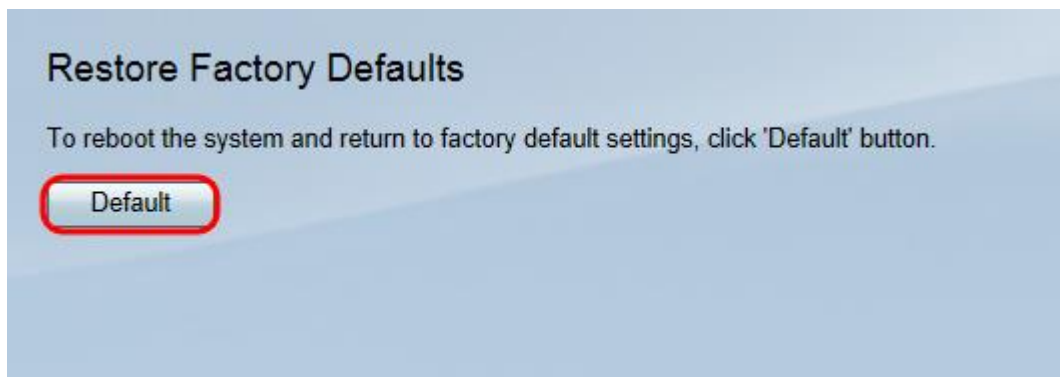 Restore Factory Defaults
To reboot the system and return to factory default settings, click 'Default' button.
Default